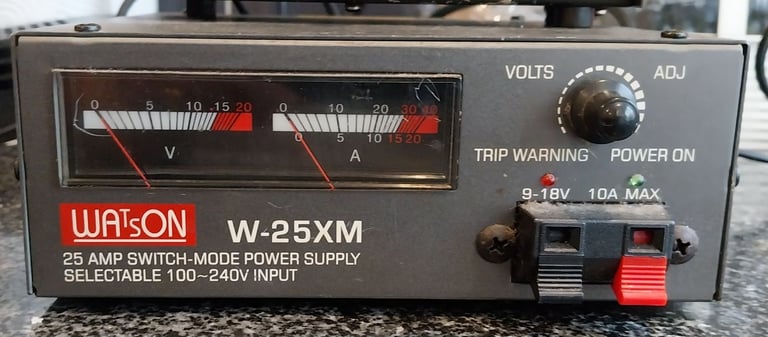 0 5 10 15 20
V
0 10 20 30 40
0 5 10 15 20
A
VOLTS ADJ
TRIP WARNING POWER ON
9-18V 10A MAX
WATSON
W-25XM
25 AMP SWITCH-MODE POWER SUPPLY
SELECTABLE 100~240V INPUT